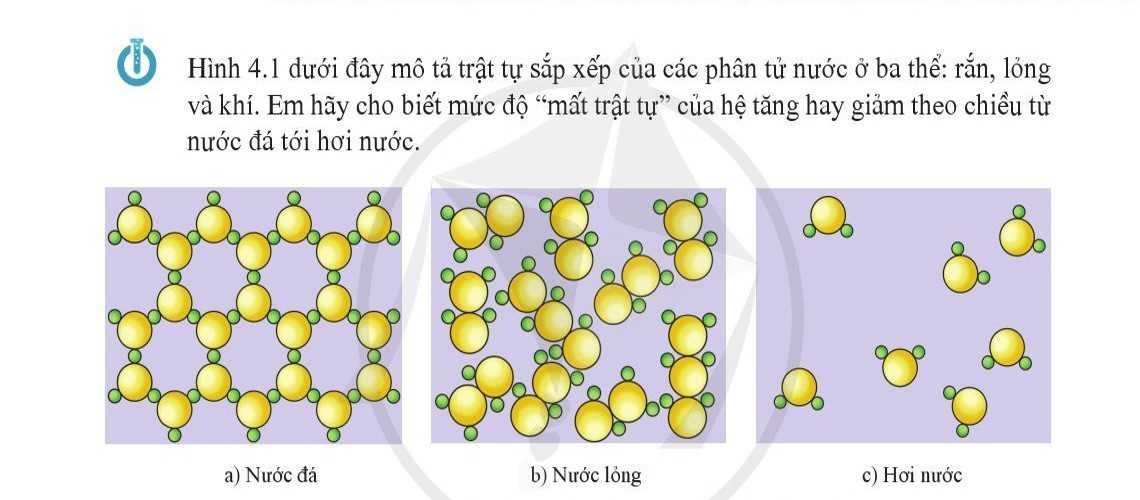 Hình 4.1 dưới đây mô tả trật tự sắp xếp của các phân tử nước ở ba thể: rắn, lỏng
và khí. Em hãy cho biết mức độ “mất trật tự” của hệ tăng hay giảm theo chiều từ
nước đá tới hơi nước.
a) Nước đá
b) Nước lỏng
c) Hơi nước